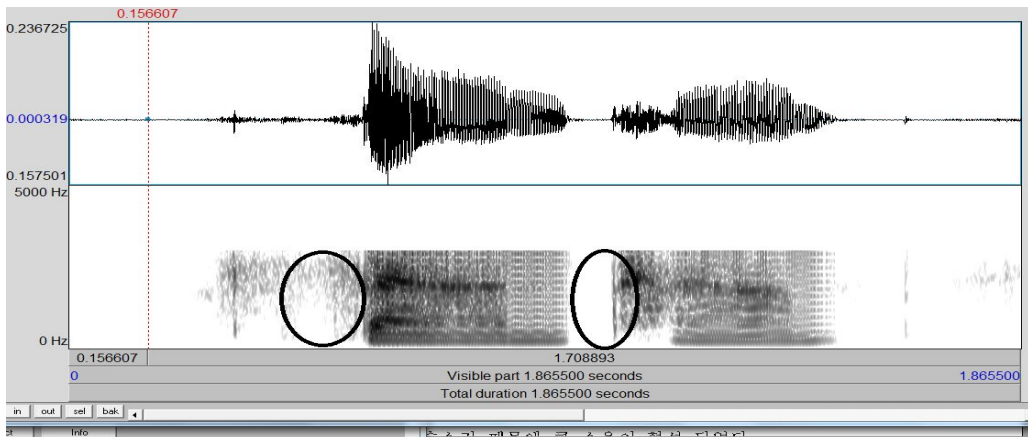 0.156607
0.236725
0.000319
0.157501
5000 Hz
0 Hz
0.156607 1.708893
0 Visible part 1.865500 seconds 1.865500
Total duration 1.865500 seconds
in out sel bak
Info